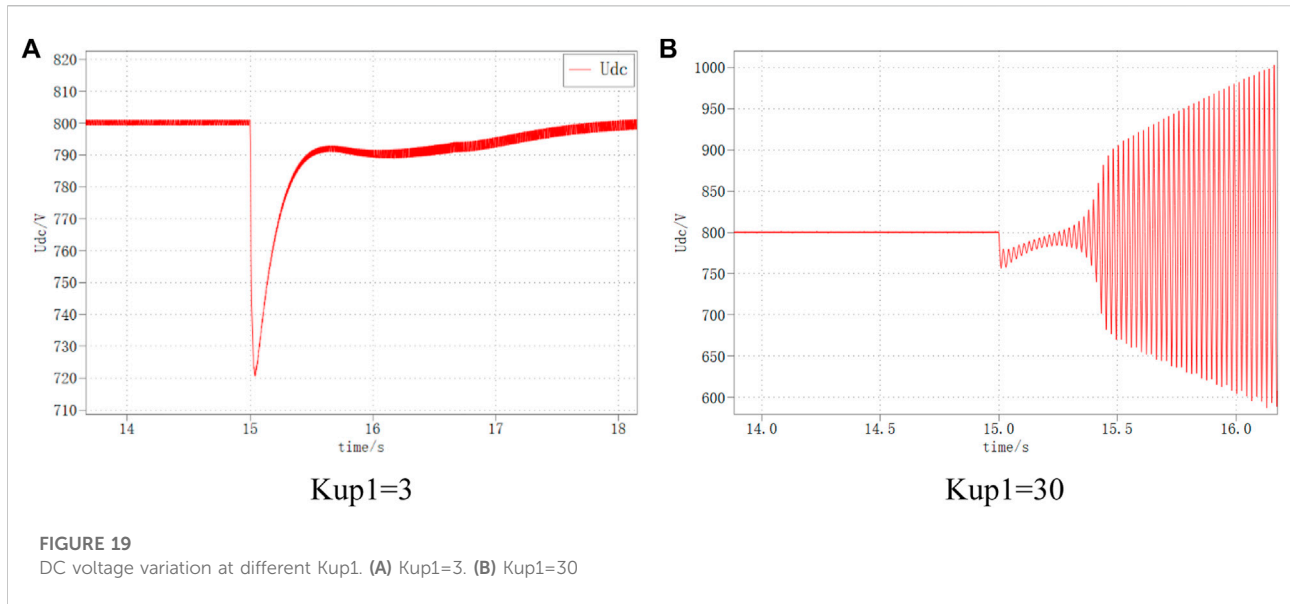 A
820
810
800
790
780
770
760
750
740
730
720
710
Udc/V
Udc
14
15
16
17
18
time/s
Kup1=3
B
1000
950
900
850
800
750
700
650
600
Udc/V
14.0
14.5
15.0
15.5
16.0
time/s
Kup1=30
FIGURE 19
DC voltage variation at different Kup1. (A) Kup1=3. (B) Kup1=30